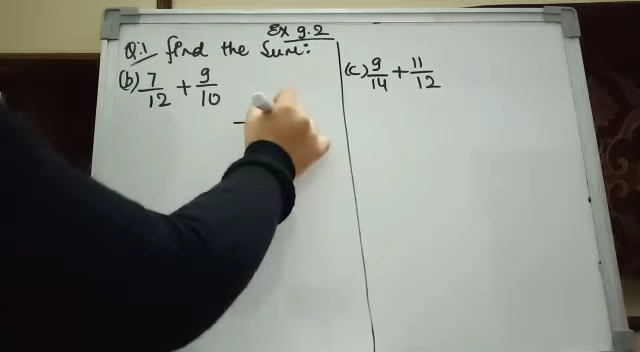 Ex 9.2
Q:1 find the Sum:
(b) 7/12 + 9/10
(c) 9/14 + 11/12